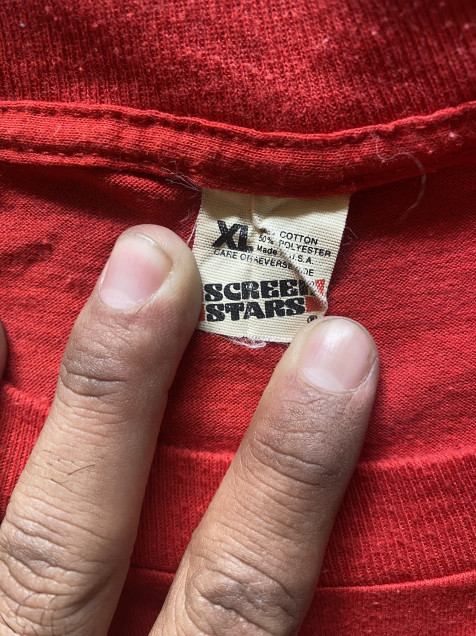 XL
COTTON
50% POLYESTER
Made U.S.A.
CARE ON REVERSE SIDE
SCREEN
STARS
®